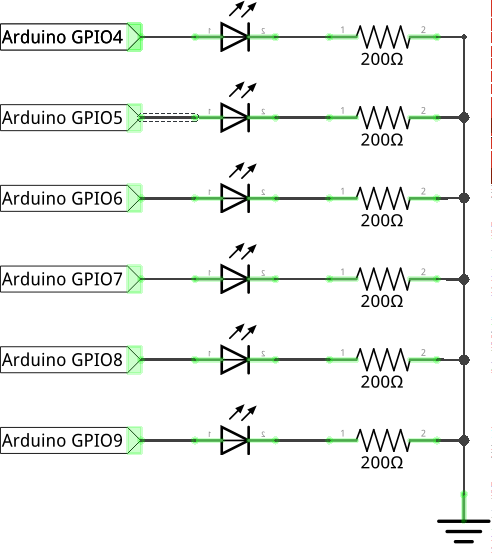 Arduino GPIO4 1 2 1 2
200Ω
Arduino GPIO5 1 2 1 2
200Ω
Arduino GPIO6 1 2 1 2
200Ω
Arduino GPIO7 1 2 1 2
200Ω
Arduino GPIO8 1 2 1 2
200Ω
Arduino GPIO9 1 2 1 2
200Ω